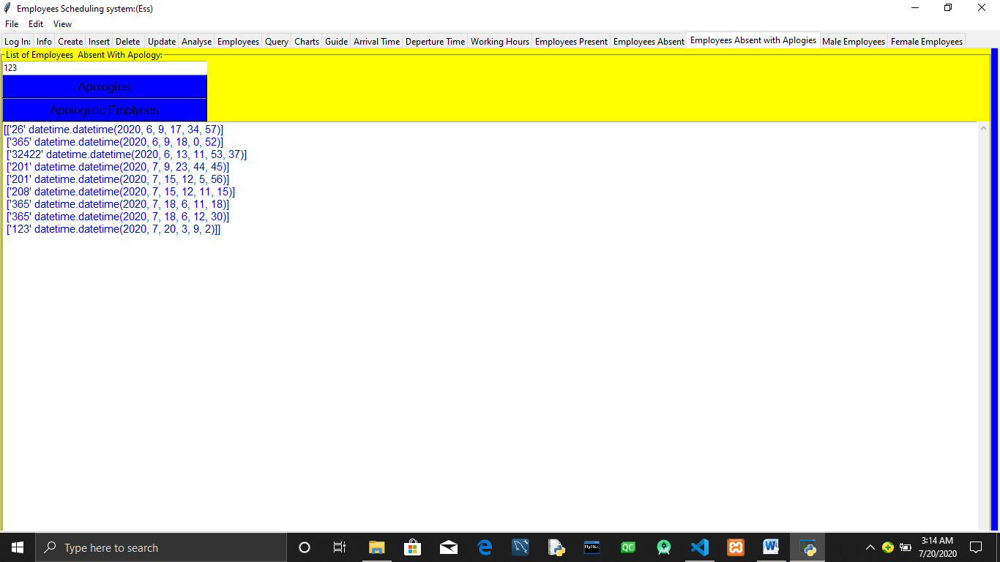 Employees Scheduling system:(Ess)
File Edit View
Log In: Info Create Insert Delete Update Analyse Employees Query Charts Guide Arrival Time Deperture Time Working Hours Employees Present Employees Absent Employees Absent with Aplogies Male Employees Female Employees
List of Employees Absent With Apology:
123
Apologies
Apologetic Emplyees
[['26' datetime.datetime(2020, 6, 9, 17, 34, 57)]
['365' datetime.datetime(2020, 6, 9, 18, 0, 52)]
['32422' datetime.datetime(2020, 6, 13, 11, 53, 37)]
['201' datetime.datetime(2020, 7, 9, 23, 44, 45)]
['201' datetime.datetime(2020, 7, 15, 12, 5, 56)]
['208' datetime.datetime(2020, 7, 15, 12, 11, 15)]
['365' datetime.datetime(2020, 7, 18, 6, 11, 18)]
['365' datetime.datetime(2020, 7, 18, 6, 12, 30)]
['123' datetime.datetime(2020, 7, 20, 3, 9, 2)]]
Type here to search
MySQL
QC
W
3:14 AM
7/20/2020